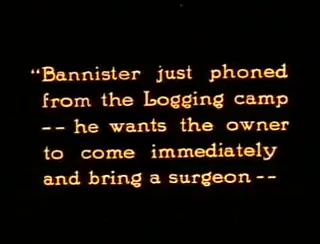 “Bannister just phoned
from the Logging camp
-- he wants the owner
to come immediately
and bring a surgeon --